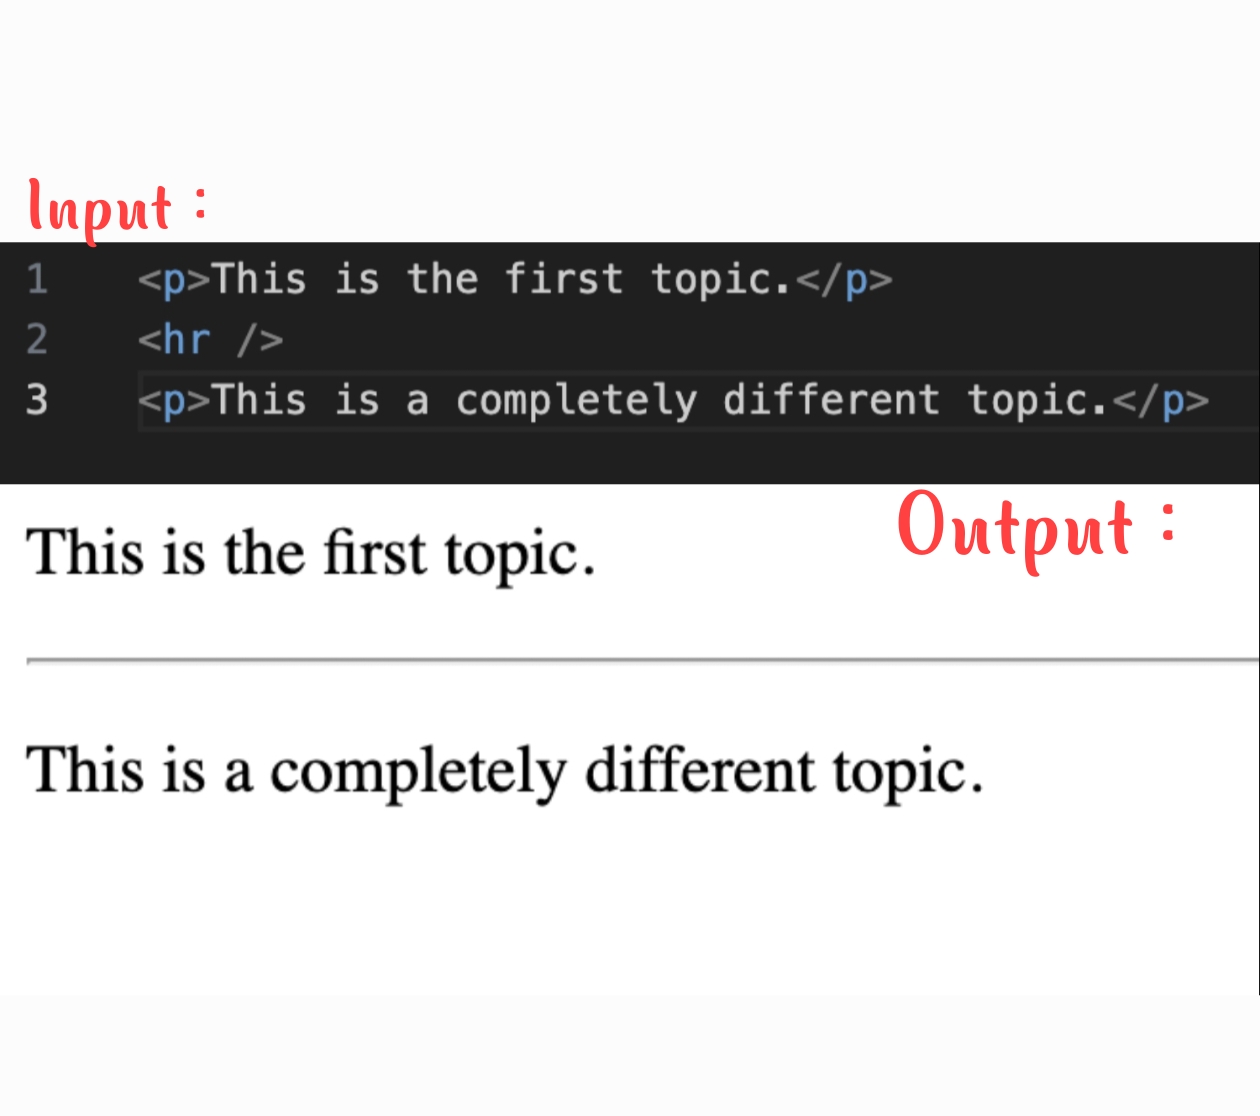 Input :
1 <p>This is the first topic.</p>
2 <hr />
3 <p>This is a completely different topic.</p>
Output :
This is the first topic.
This is a completely different topic.